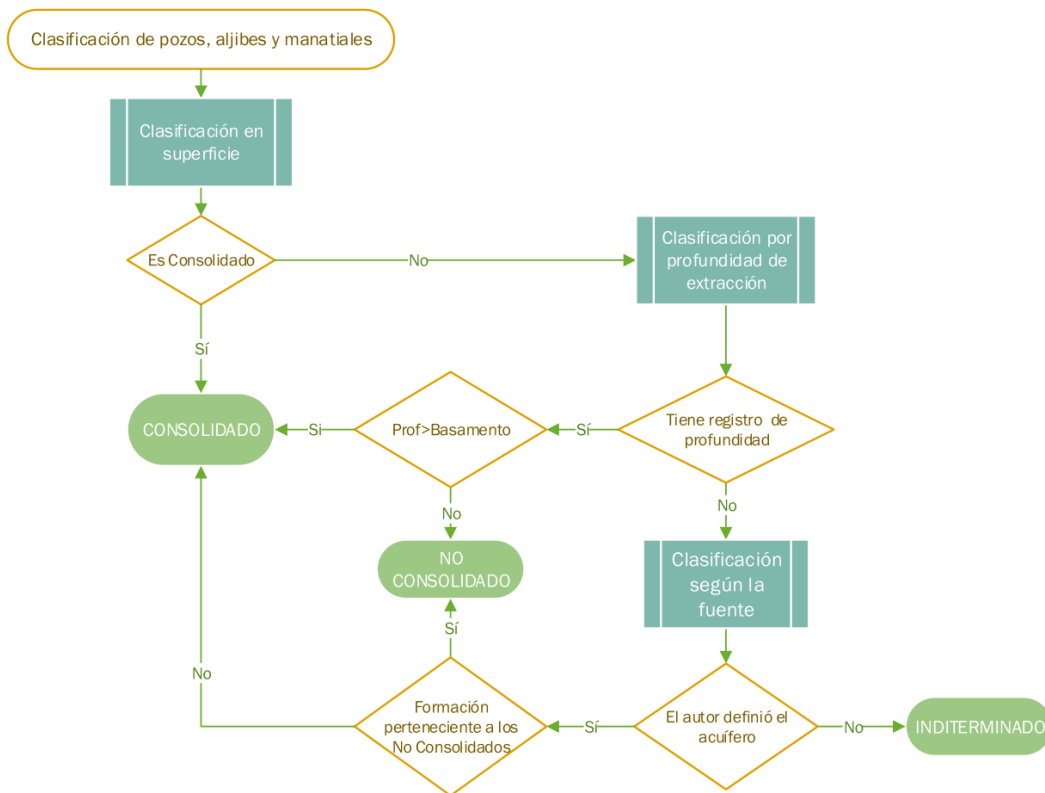 Clasificación de pozos, aljibes y manatiales
Clasificación en
superficie
Es Consolidado
No
Clasificación por
profundidad de
extracción
Sí
CONSOLIDADO
Si
Prof>Basamento
Sí
Tiene registro de
profundidad
No
No
NO
CONSOLIDADO
Clasificación
según la
fuente
Sí
No
Formación
perteneciente a los
No Consolidados
Sí
El autor definió el
acuífero
No
INDITERMINADO